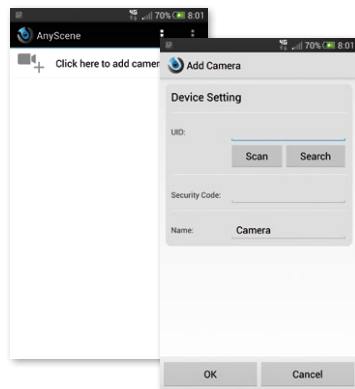 70% 8:01
AnyScene
Click here to add camer
4G 70% 8:01
Add Camera
Device Setting
UID:
Scan Search
Security Code:
Name: Camera
OK Cancel